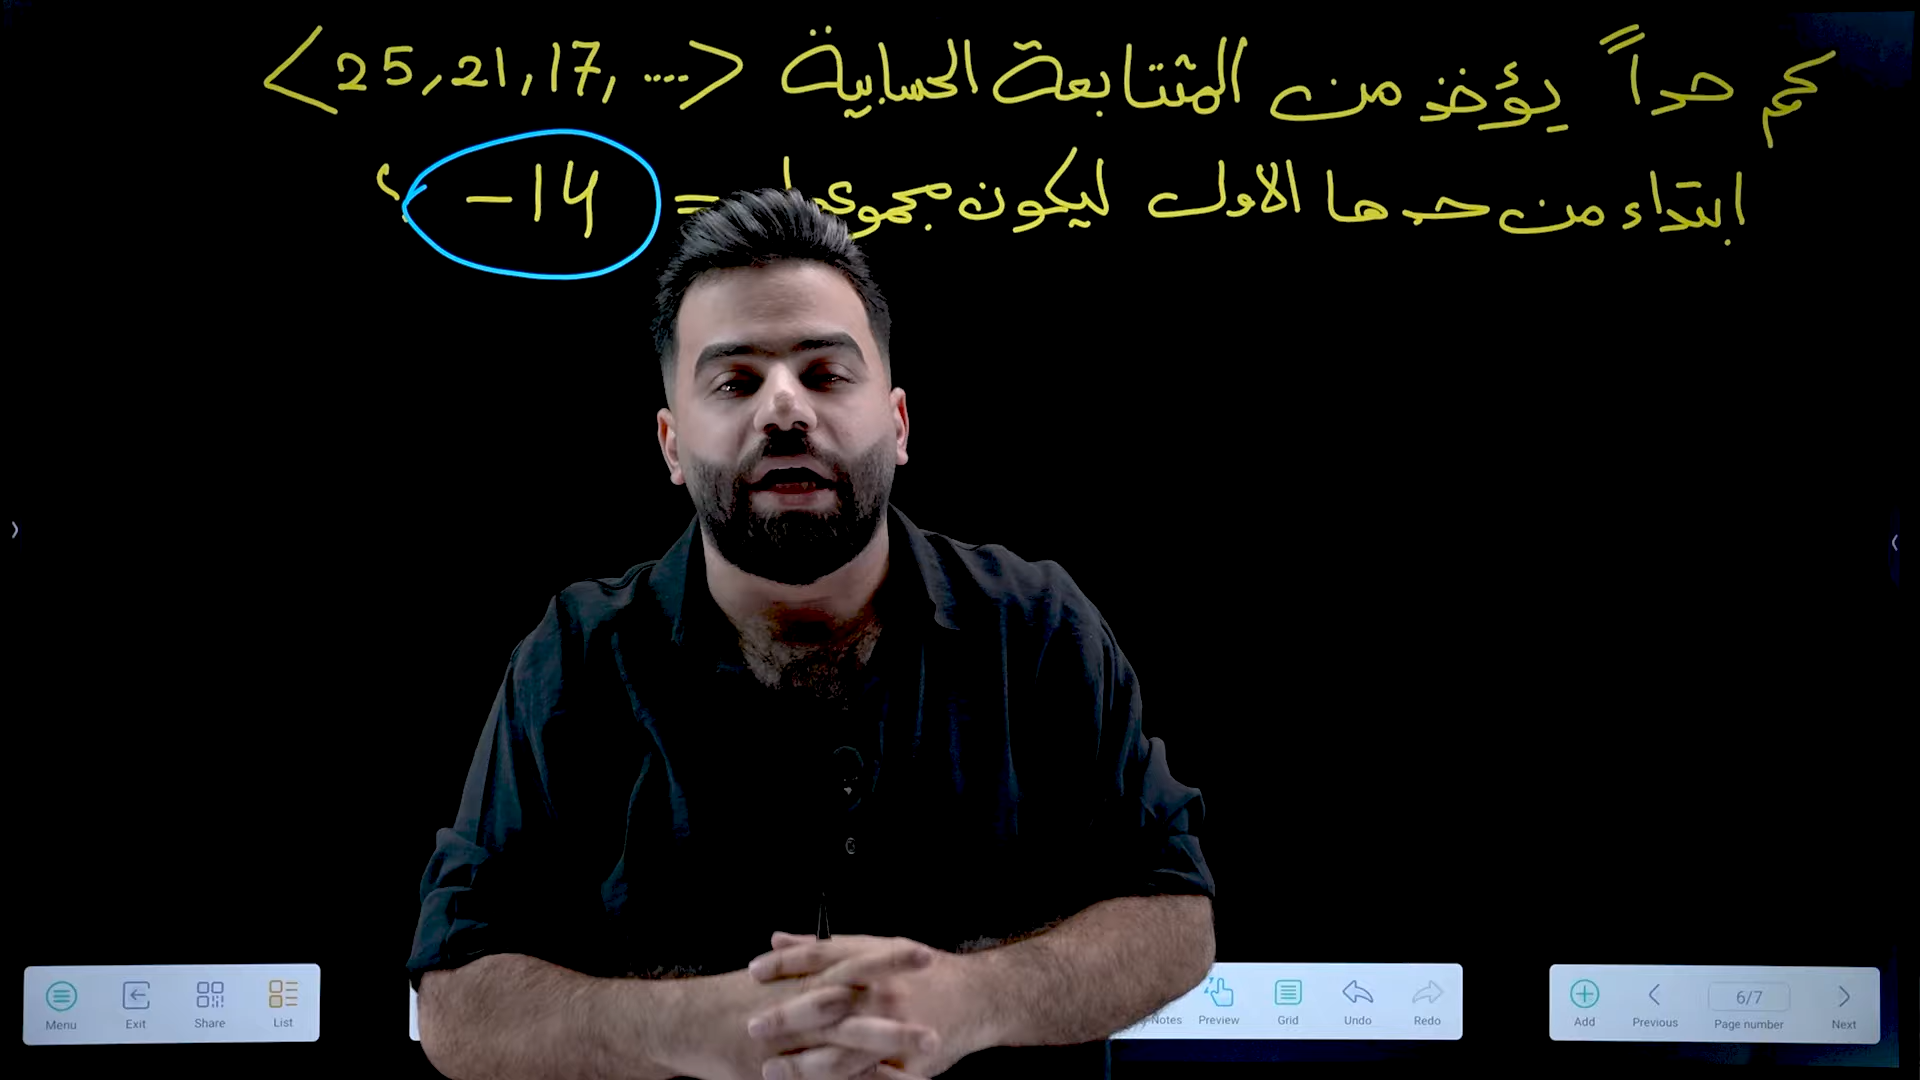 كم حداً يؤخذ من المتتابعة الحسابية <25,21,17,....>
ابتداء من حدها الاول ليكون مجموعها = -14 ؟
Menu Exit Share List Preview Grid Undo Redo Add Previous 6/7 Page number Next